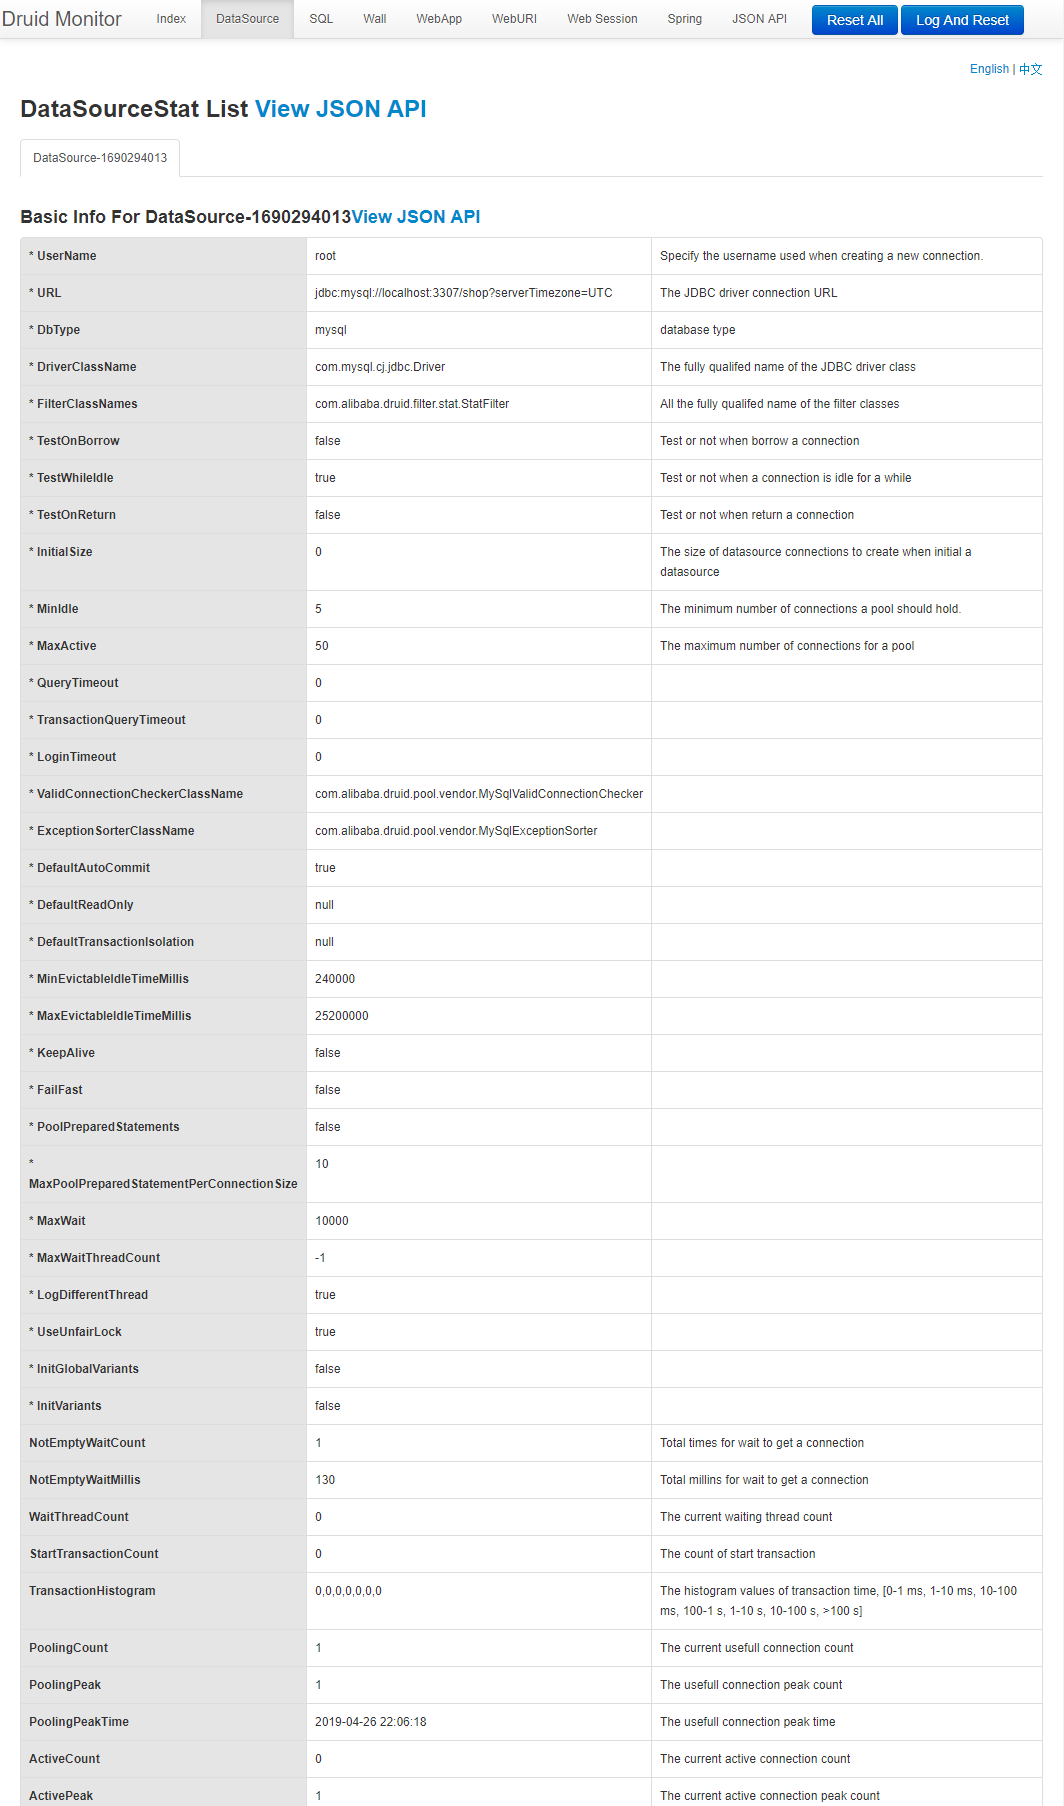 Druid Monitor Index DataSource SQL Wall WebApp WebURI Web Session Spring JSON API Reset All Log And Reset
English | 中文
DataSourceStat List View JSON API
DataSource-1690294013
Basic Info For DataSource-1690294013View JSON API
* UserName root Specify the username used when creating a new connection.
* URL jdbc:mysql://localhost:3307/shop?serverTimezone=UTC The JDBC driver connection URL
* DbType mysql database type
* DriverClassName com.mysql.cj.jdbc.Driver The fully qualifed name of the JDBC driver class
* FilterClassNames com.alibaba.druid.filter.stat.StatFilter All the fully qualifed name of the filter classes
* TestOnBorrow false Test or not when borrow a connection
* TestWhileIdle true Test or not when a connection is idle for a while
* TestOnReturn false Test or not when return a connection
* InitialSize 0 The size of datasource connections to create when initial a
datasource
* MinIdle 5 The minimum number of connections a pool should hold.
* MaxActive 50 The maximum number of connections for a pool
* QueryTimeout 0
* TransactionQueryTimeout 0
* LoginTimeout 0
* ValidConnectionCheckerClassName com.alibaba.druid.pool.vendor.MySqlValidConnectionChecker
* ExceptionSorterClassName com.alibaba.druid.pool.vendor.MySqlExceptionSorter
* DefaultAutoCommit true
* DefaultReadOnly null
* DefaultTransactionIsolation null
* MinEvictableIdleTimeMillis 240000
* MaxEvictableIdleTimeMillis 25200000
* KeepAlive false
* FailFast false
* PoolPreparedStatements false
* 10
MaxPoolPreparedStatementPerConnectionSize
* MaxWait 10000
* MaxWaitThreadCount -1
* LogDifferentThread true
* UseUnfairLock true
* InitGlobalVariants false
* InitVariants false
NotEmptyWaitCount 1 Total times for wait to get a connection
NotEmptyWaitMillis 130 Total millins for wait to get a connection
WaitThreadCount 0 The current waiting thread count
StartTransactionCount 0 The count of start transaction
TransactionHistogram 0,0,0,0,0,0,0 The histogram values of transaction time, [0-1 ms, 1-10 ms, 10-100
ms, 100-1 s, 1-10 s, 10-100 s, >100 s]
PoolingCount 1 The current usefull connection count
PoolingPeak 1 The usefull connection peak count
PoolingPeakTime 2019-04-26 22:06:18 The usefull connection peak time
ActiveCount 0 The current active connection count
ActivePeak 1 The current active connection peak count